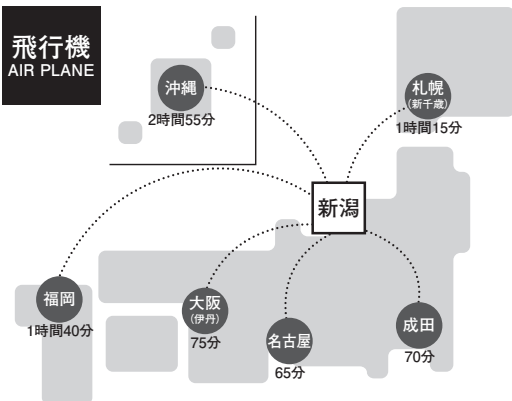 飛行機
AIR PLANE
沖縄
2時間55分
札幌
(新千歳)
1時間15分
新潟
福岡
1時間40分
大阪
(伊丹)
75分
名古屋
65分
成田
70分